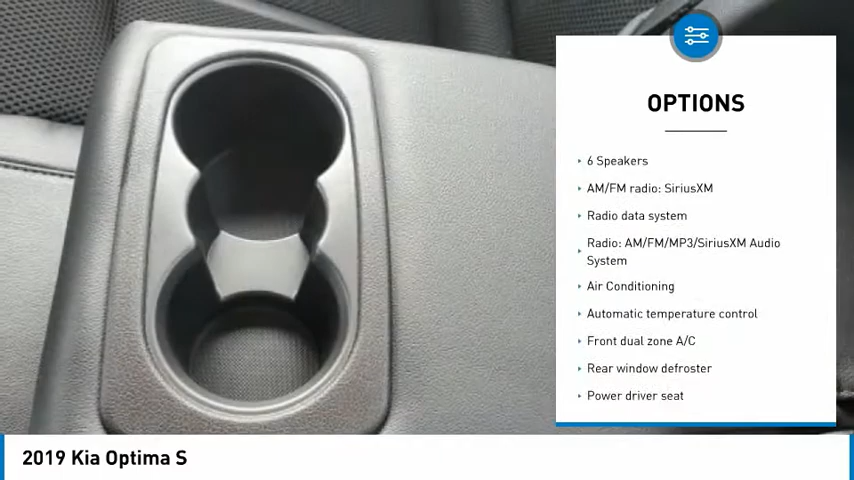 OPTIONS
6 Speakers
AM/FM radio: SiriusXM
Radio data system
Radio: AM/FM/MP3/SiriusXM Audio
System
Air Conditioning
Automatic temperature control
Front dual zone A/C
Rear window defroster
Power driver seat
2019 Kia Optima S